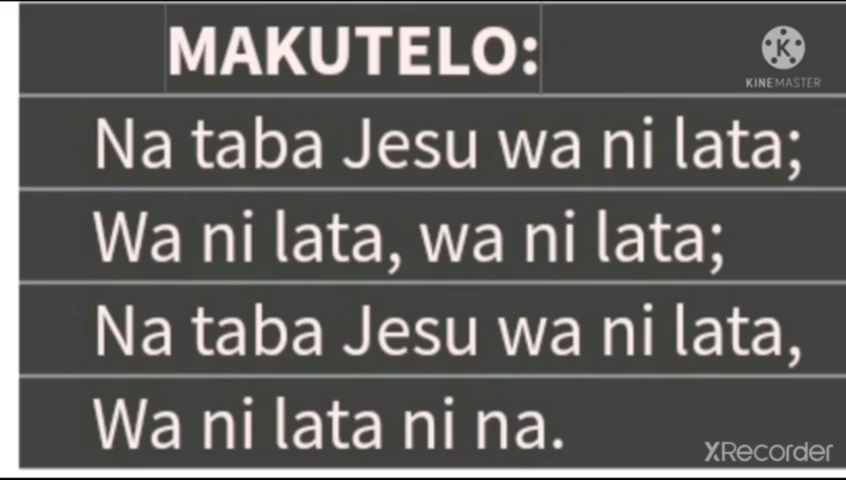 MAKUTELO:
KINEMASTER
Na taba Jesu wa ni lata;
Wa ni lata, wa ni lata;
Na taba Jesu wa ni lata,
Wa ni lata ni na.
XRecorder